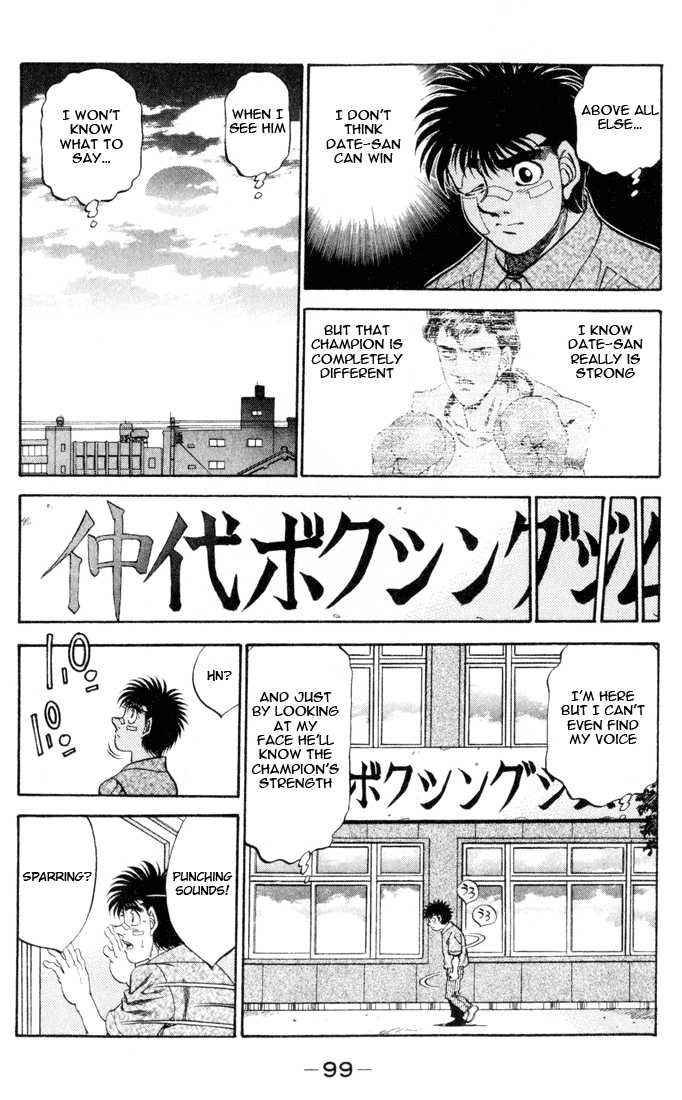 ABOVE ALL
ELSE...
I DON'T
THINK
DATE-SAN
CAN WIN
I KNOW
DATE-SAN
REALLY IS
STRONG
BUT THAT
CHAMPION IS
COMPLETELY
DIFFERENT
WHEN I
SEE HIM
I WON'T
KNOW
WHAT TO
SAY...
仲代ボクシングジム
I'M HERE
BUT I CAN'T
EVEN FIND
MY VOICE
AND JUST
BY LOOKING
AT MY
FACE HE'LL
KNOW THE
CHAMPION'S
STRENGTH
ボクシングジ
HN?
PUNCHING
SOUNDS!
SPARRING?
—99—